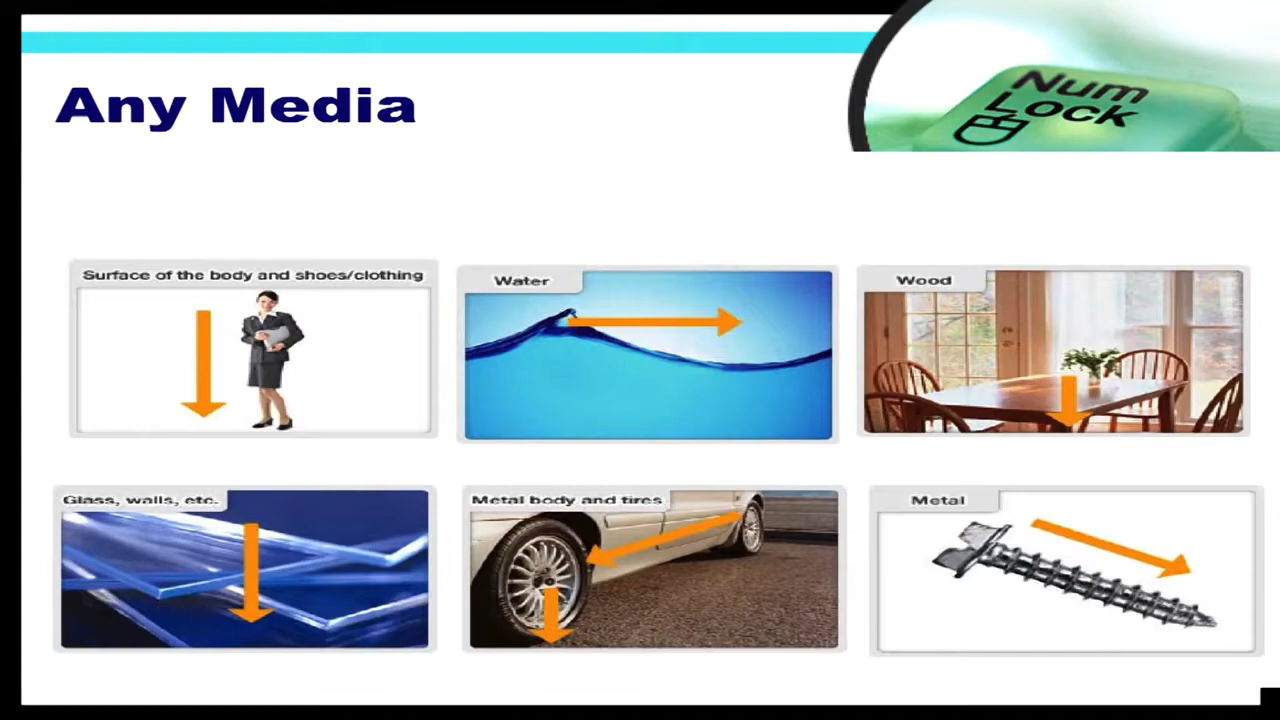 Any Media
Num
Lock
Surface of the body and shoes/clothing
Water
Wood
Glass, walls, etc.
Metal body and tires
Metal